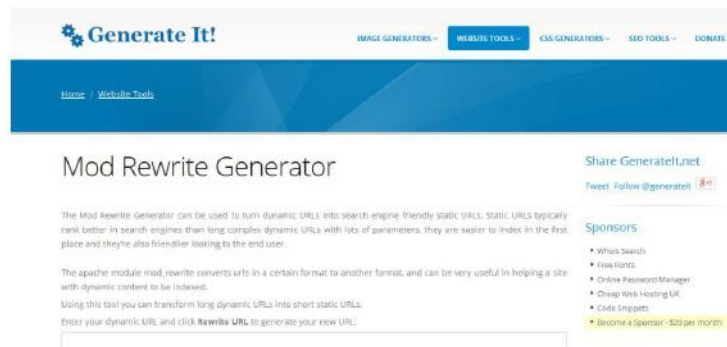 Generate It!
IMAGE GENERATORS WEBSITE TOOLS CSS GENERATORS SEO TOOLS DONATE
Home / Website Tools
Mod Rewrite Generator
The Mod Rewrite Generator can be used to turn dynamic URLs into search engine friendly static URLs. Static URLs typically
rank better in search engines than long complex dynamic URLs with lots of parameters, they are easier to index in the first
place and they're also friendlier looking to the end user.
The apache module mod_rewrite converts urls in a certain format to another format, and can be very useful in helping a site
with dynamic content to be indexed.
Using this tool you can transform long dynamic URLs into short static URLs.
Enter your dynamic URL and click Rewrite URL to generate your new URL:
Share GenerateIt.net
Tweet Follow @generateit
Sponsors
Whois Search
Free Fonts
Online Password Manager
Cheap Web Hosting UK
Code Snippets
Become a Sponsor - $20 per month